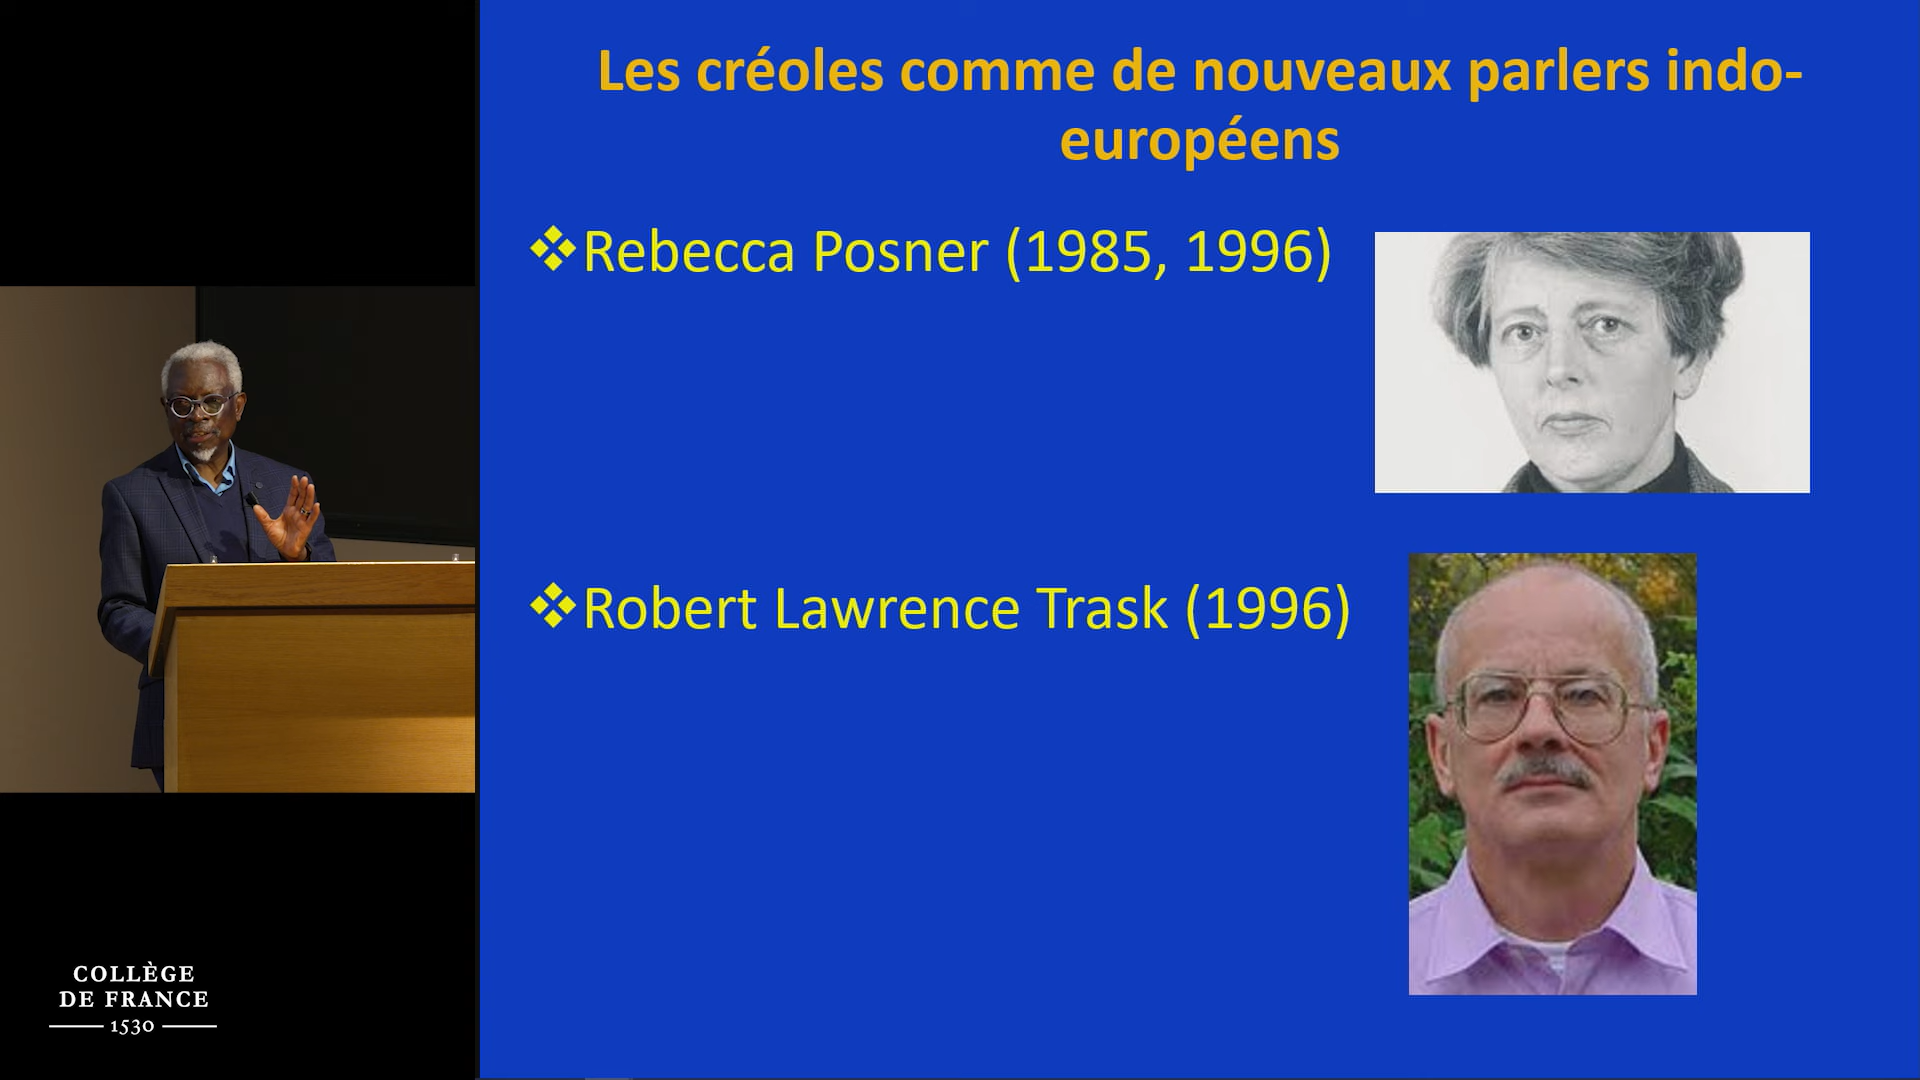 Les créoles comme de nouveaux parlers indo-
européens
❖Rebecca Posner (1985, 1996)
❖Robert Lawrence Trask (1996)
COLLÈGE
DE FRANCE
1530